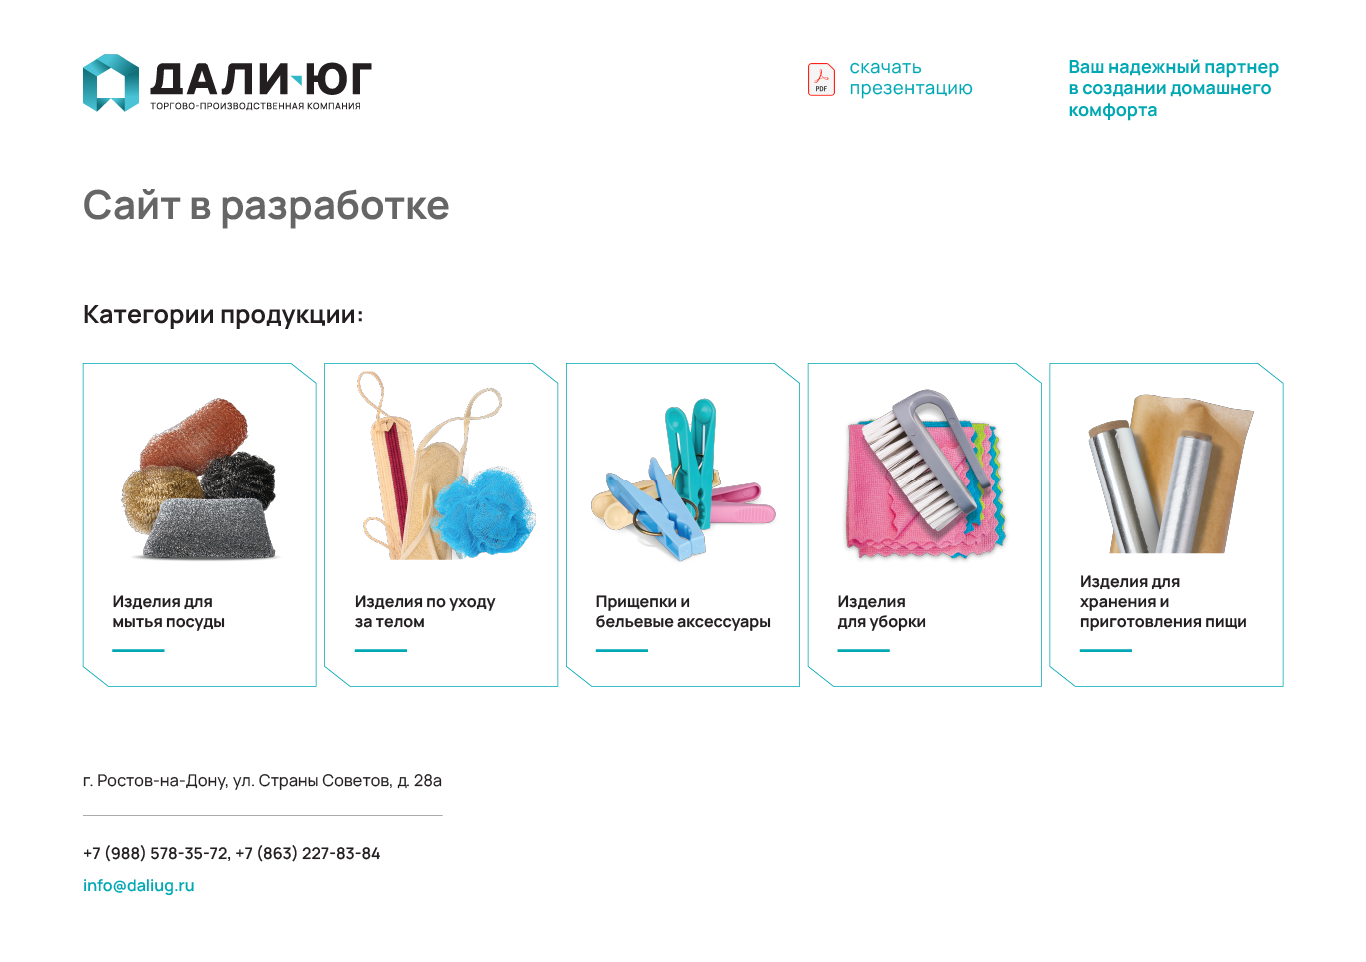 ДАЛИ-ЮГ
ТОРГОВО-ПРОИЗВОДСТВЕННАЯ КОМПАНИЯ
PDF
скачать
презентацию
Ваш надежный партнер
в создании домашнего
комфорта
Сайт в разработке
Категории продукции:
Изделия для
мытья посуды
Изделия по уходу
за телом
Прищепки и
бельевые аксессуары
Изделия
для уборки
Изделия для
хранения и
приготовления пищи
г. Ростов-на-Дону, ул. Страны Советов, д. 28а
+7 (988) 578-35-72, +7 (863) 227-83-84
info@daliug.ru